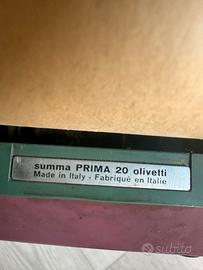 summa PRIMA 20 olivetti
Made in Italy - Fabriqué en Italie
subito